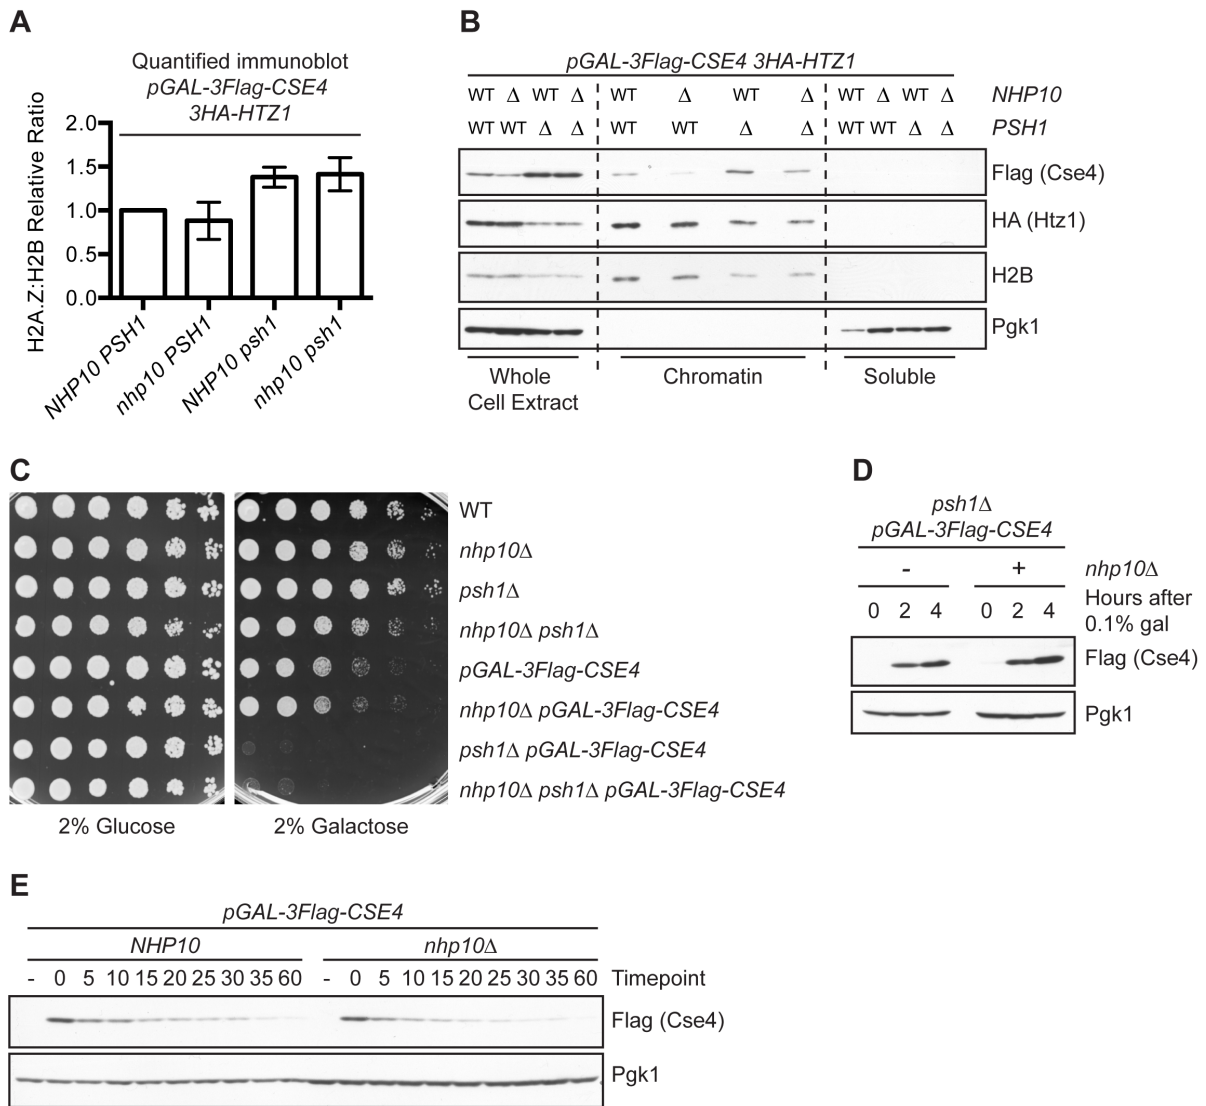 A
Quantified immunoblot
pGAL-3Flag-CSE4
3HA-HTZ1
H2A.Z:H2B Relative Ratio
2.0
1.5
1.0
0.5
0.0
NHP10 PSH1
nhp10 PSH1
NHP10 psh1
nhp10 psh1
B
pGAL-3Flag-CSE4 3HA-HTZ1
WT Δ WT Δ WT Δ WT Δ WT Δ WT Δ NHP10
WT WT Δ Δ WT WT Δ Δ WT WT Δ Δ PSH1
Flag (Cse4)
HA (Htz1)
H2B
Pgk1
Whole
Cell Extract
Chromatin
Soluble
C
WT
nhp10Δ
psh1Δ
nhp10Δ psh1Δ
pGAL-3Flag-CSE4
nhp10Δ pGAL-3Flag-CSE4
psh1Δ pGAL-3Flag-CSE4
nhp10Δ psh1Δ pGAL-3Flag-CSE4
2% Glucose
2% Galactose
D
psh1Δ
pGAL-3Flag-CSE4
- + nhp10Δ
0 2 4 0 2 4 Hours after
0.1% gal
Flag (Cse4)
Pgk1
E
pGAL-3Flag-CSE4
NHP10 nhp10Δ
- 0 5 10 15 20 25 30 35 60 - 0 5 10 15 20 25 30 35 60 Timepoint
Flag (Cse4)
Pgk1